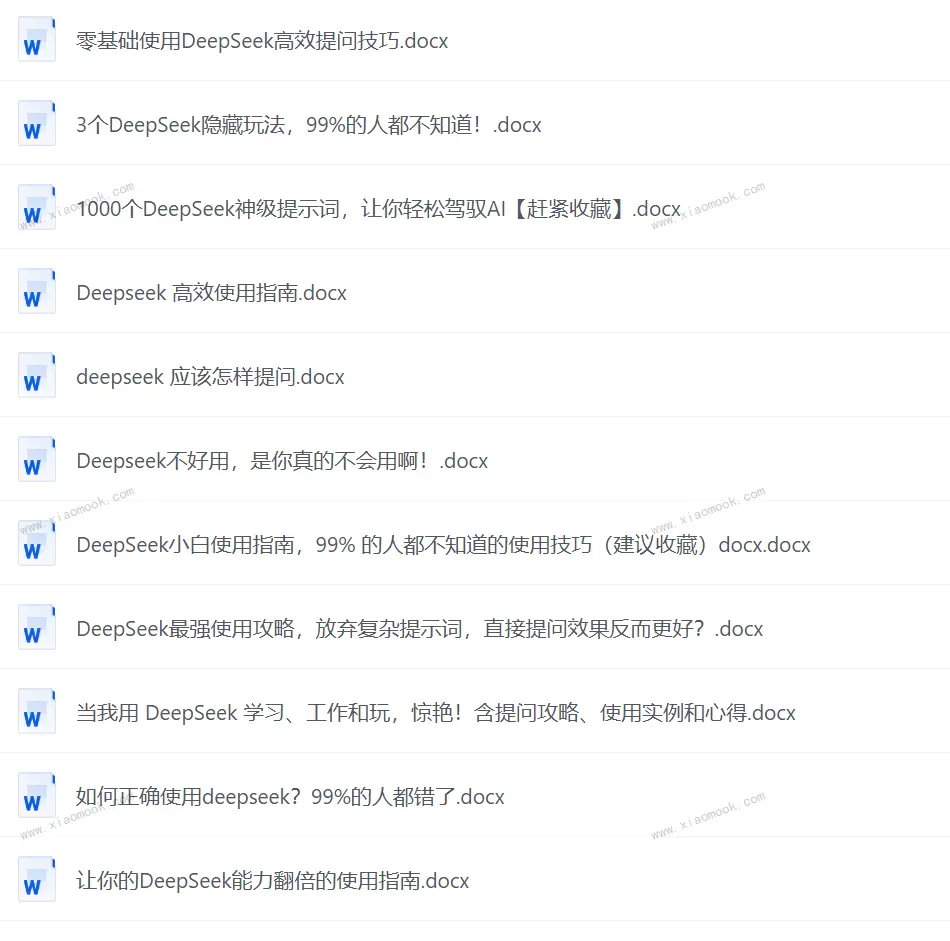 零基础使用DeepSeek高效提问技巧.docx
3个DeepSeek隐藏玩法，99%的人都不知道！.docx
1000个DeepSeek神级提示词，让你轻松驾驭AI【赶紧收藏】.docx
www.xiaomook.com
www.xiaomook.com
Deepseek 高效使用指南.docx
deepseek 应该怎样提问.docx
Deepseek不好用，是你真的不会用啊！.docx
www.xiaomook.com
www.xiaomook.com
DeepSeek小白使用指南，99% 的人都不知道的使用技巧（建议收藏）docx.docx
DeepSeek最强使用攻略，放弃复杂提示词，直接提问效果反而更好？.docx
当我用 DeepSeek 学习、工作和玩，惊艳！含提问攻略、使用实例和心得.docx
如何正确使用deepseek？99%的人都错了.docx
www.xiaomook.com
www.xiaomook.com
让你的DeepSeek能力翻倍的使用指南.docx